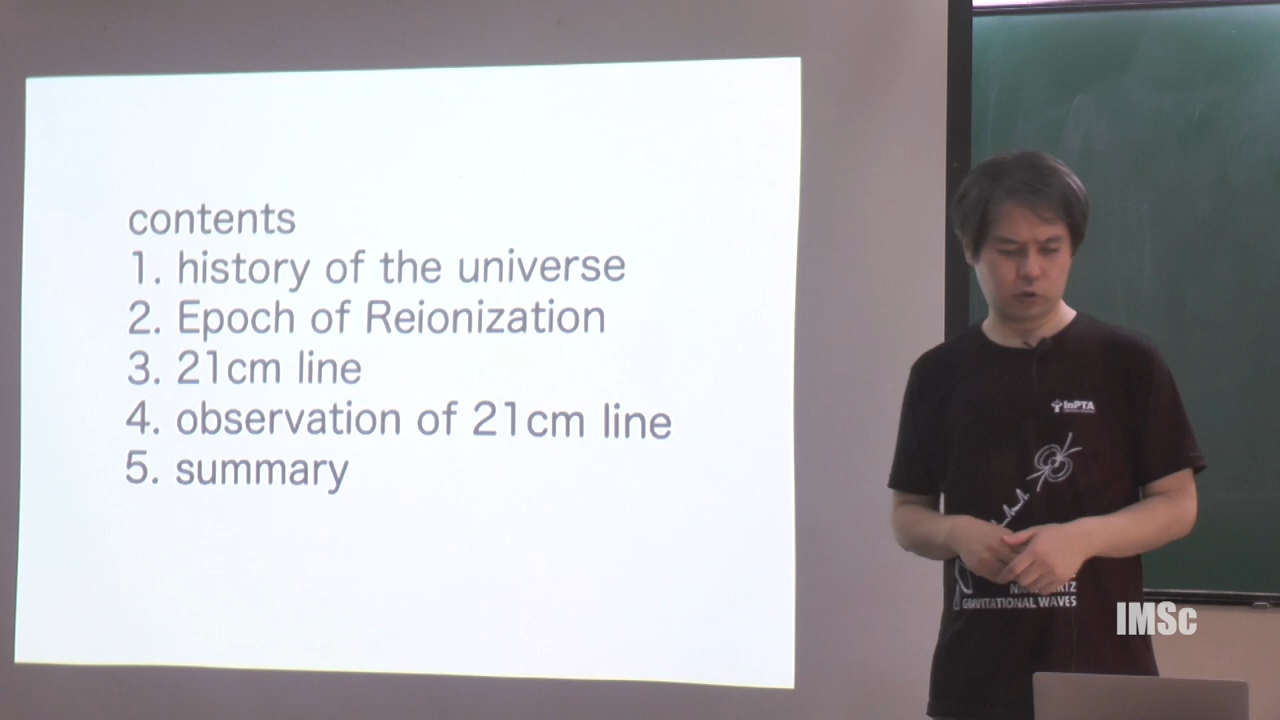 contents
1. history of the universe
2. Epoch of Reionization
3. 21cm line
4. observation of 21cm line
5. summary
InPTA
GRAVITATIONAL WAVES
IMSc